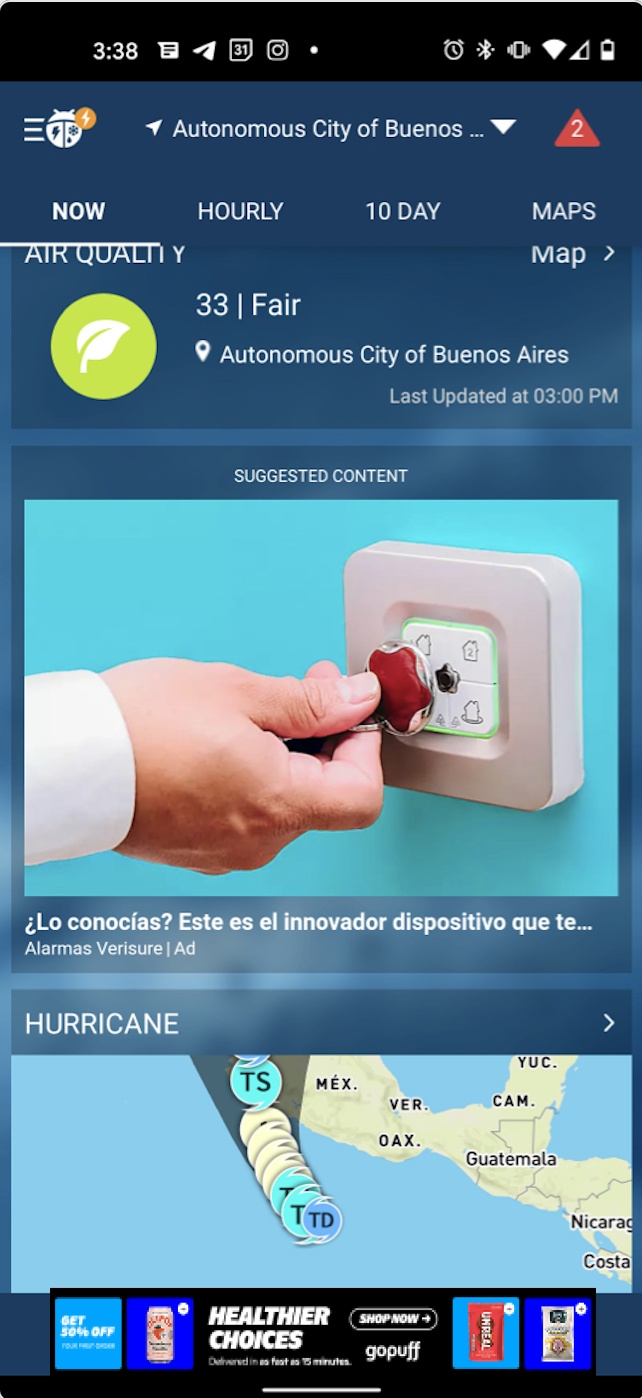 3:38
31
Autonomous City of Buenos ...
2
NOW HOURLY 10 DAY MAPS
AIR QUALITY Map
33 | Fair
Autonomous City of Buenos Aires
Last Updated at 03:00 PM
SUGGESTED CONTENT
2
¿Lo conocías? Este es el innovador dispositivo que te...
Alarmas Verisure | Ad
HURRICANE
YUC.
TS
MÉX.
CAM.
VER.
OAX.
Guatemala
T
T
TD
Nicarag
Costa
GET
50% OFF
YOUR FIRST ORDER
HEALTHIER
CHOICES
Delivered in as fast as 15 minutes.
SHOP NOW →
gopuff
UNREAL